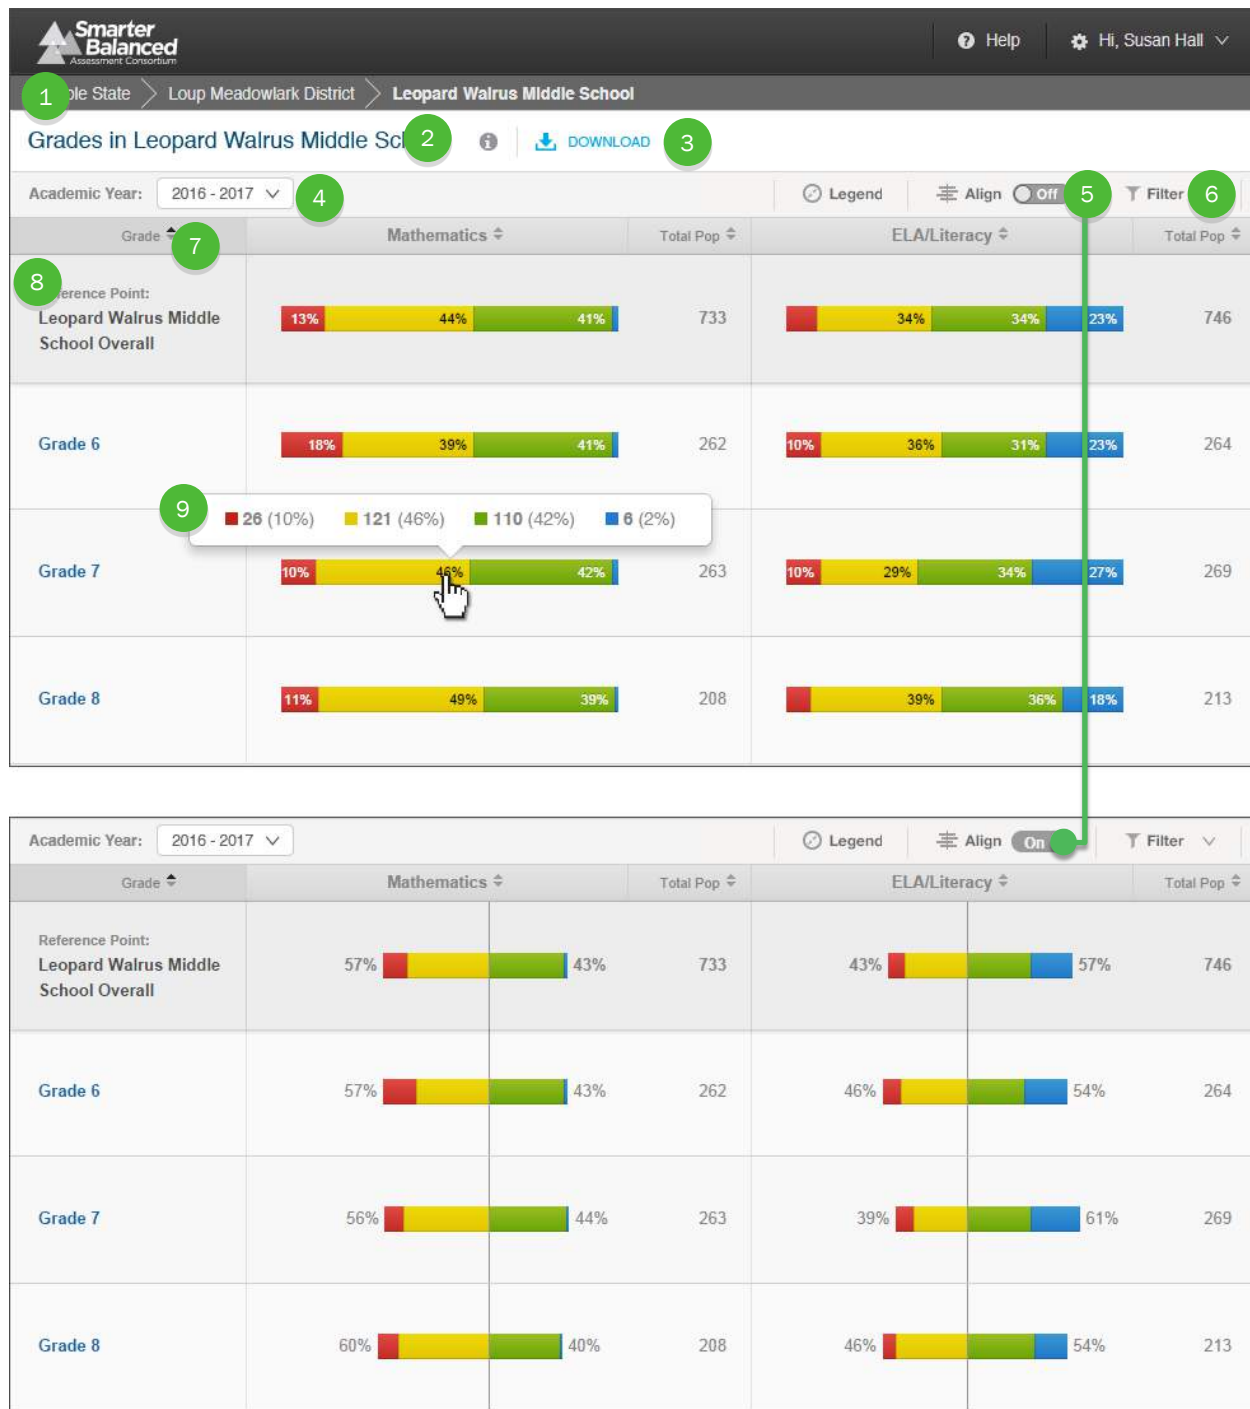 Smarter
Balanced
Assessment Consortium
Help
Hi, Susan Hall
1 ple State Loup Meadowlark District Leopard Walrus Middle School
Grades in Leopard Walrus Middle Sc 2 DOWNLOAD 3
Academic Year: 2016 - 2017 4 Legend Align Off 5 Filter 6
Grade 7 Mathematics Total Pop ELA/Literacy Total Pop
8 erence Point:
Leopard Walrus Middle
School Overall
13% 44% 41% 733 34% 34% 23% 746
Grade 6 18% 39% 41% 262 10% 36% 31% 23% 264
9 26 (10%) 121 (46%) 110 (42%) 6 (2%)
Grade 7 10% 46% 42% 263 10% 29% 34% 27% 269
Grade 8 11% 49% 39% 208 39% 36% 18% 213
Academic Year: 2016 - 2017 Legend Align On Filter
Grade Mathematics Total Pop ELA/Literacy Total Pop
Reference Point:
Leopard Walrus Middle
School Overall
57% 43% 733 43% 57% 746
Grade 6 57% 43% 262 46% 54% 264
Grade 7 56% 44% 263 39% 61% 269
Grade 8 60% 40% 208 46% 54% 213